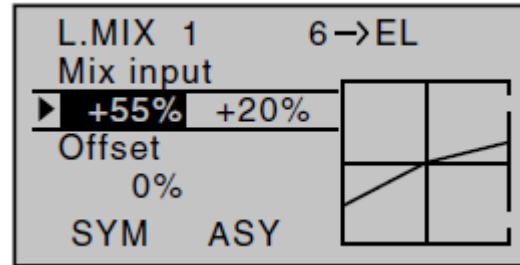 L.MIX 1 6→EL
Mix input
+55% +20%
Offset
0%
SYM ASY